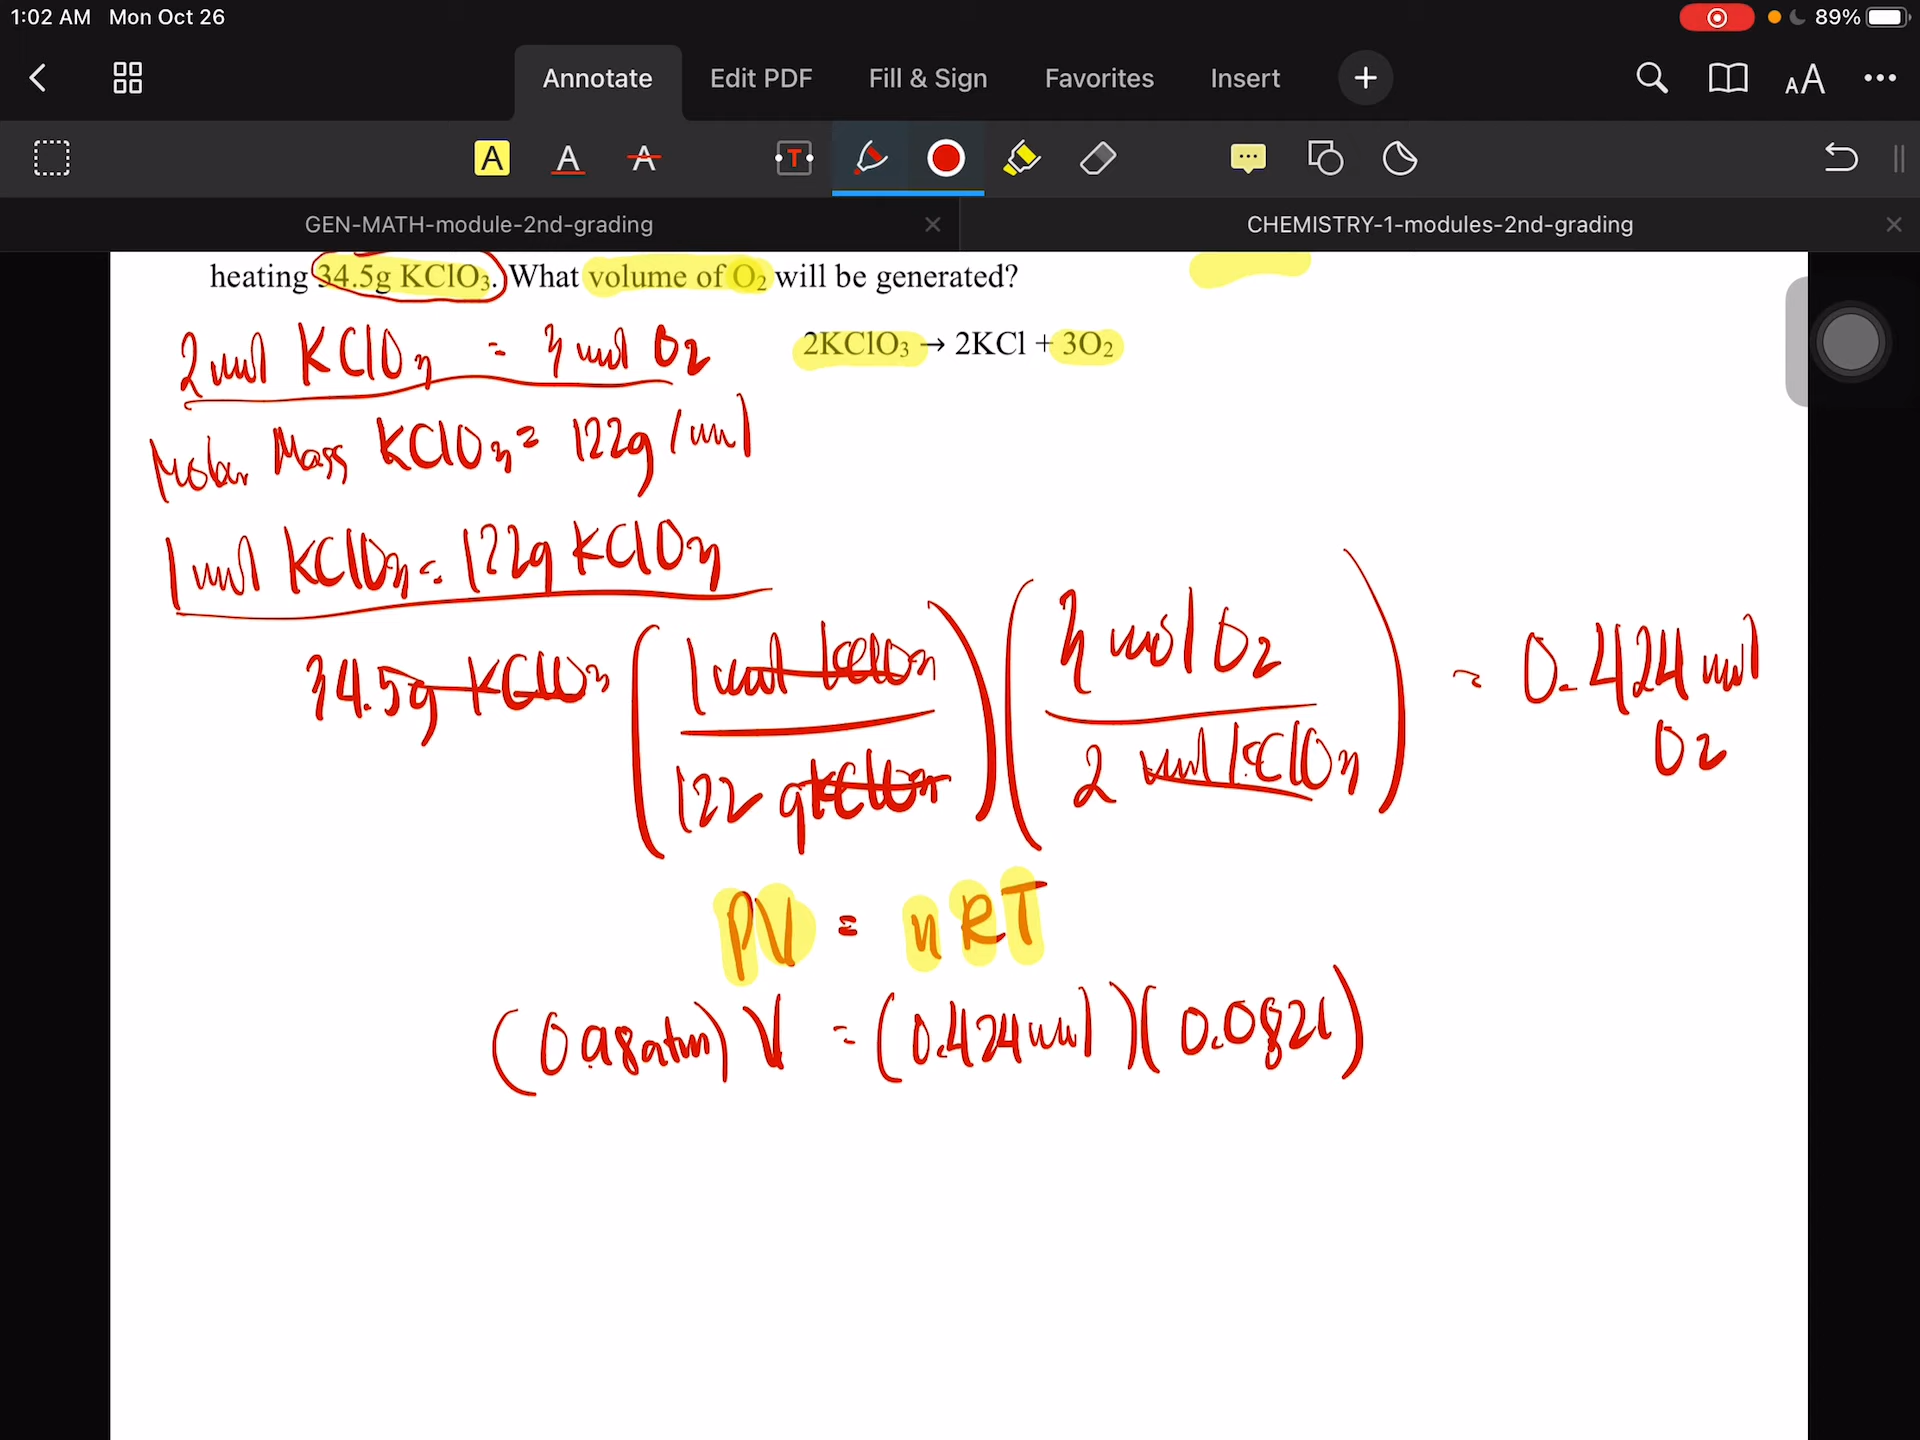 1:02 AM Mon Oct 26 89%
Annotate Edit PDF Fill & Sign Favorites Insert + AA
A A A T
GEN-MATH-module-2nd-grading CHEMISTRY-1-modules-2nd-grading
heating 34.5g KClO₃. What volume of O₂ will be generated?
2KClO₃ → 2KCl + 3O₂
2 mol KClO₃ = 3 mol O₂
Molar Mass KClO₃ = 122g/mol
1 mol KClO₃ = 122g KClO₃
34.5g KClO₃ (1 mol KClO₃ / 122 g KClO₃) (3 mol O₂ / 2 mol KClO₃) = 0.424 mol O₂
PV = nRT
(0.98atm) V = (0.424 mol)(0.0821)